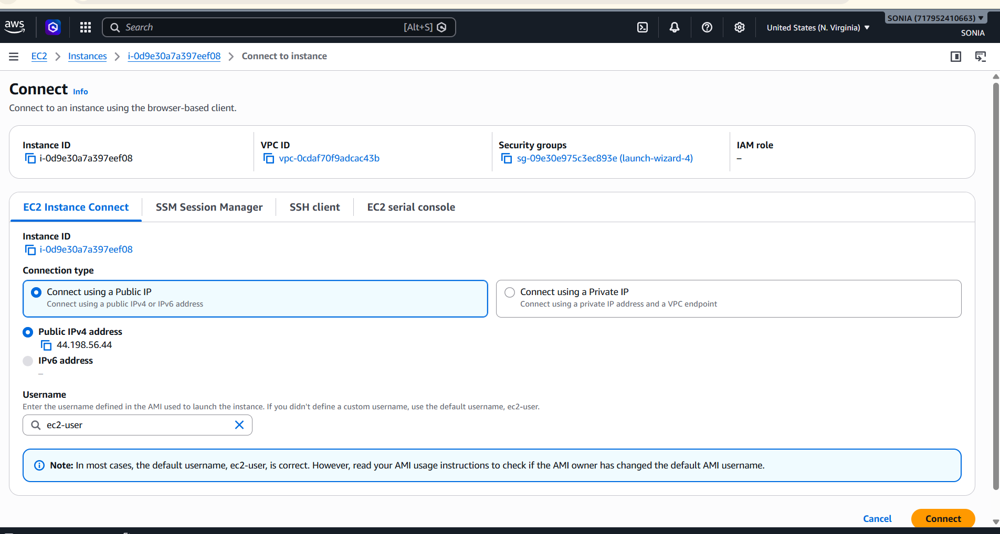 aws
Search
[Alt+S]
United States (N. Virginia)
SONIA (717952410663)
SONIA
EC2
Instances
i-0d9e30a7a397eef08
Connect to instance
Connect Info
Connect to an instance using the browser-based client.
Instance ID
i-0d9e30a7a397eef08
VPC ID
vpc-0cdaf70f9adcac43b
Security groups
sg-09e30e975c3ec893e (launch-wizard-4)
IAM role
–
EC2 Instance Connect
SSM Session Manager
SSH client
EC2 serial console
Instance ID
i-0d9e30a7a397eef08
Connection type
Connect using a Public IP
Connect using a public IPv4 or IPv6 address
Connect using a Private IP
Connect using a private IP address and a VPC endpoint
Public IPv4 address
44.198.56.44
IPv6 address
–
Username
Enter the username defined in the AMI used to launch the instance. If you didn't define a custom username, use the default username, ec2-user.
ec2-user
Note: In most cases, the default username, ec2-user, is correct. However, read your AMI usage instructions to check if the AMI owner has changed the default AMI username.
Cancel
Connect